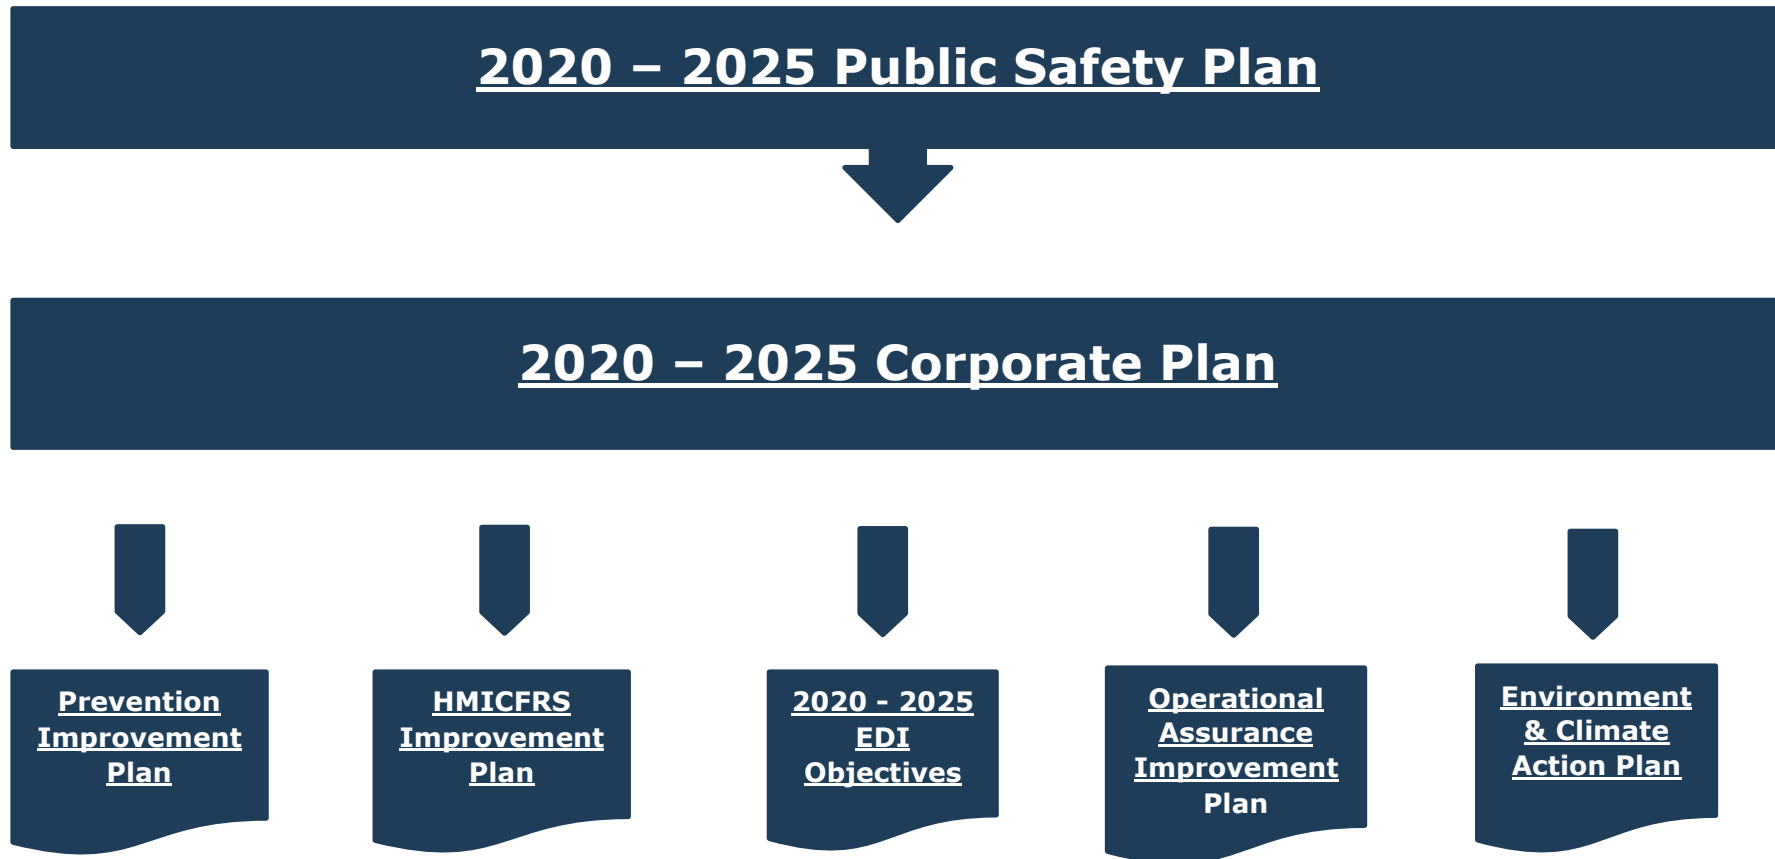 2020 – 2025 Public Safety Plan
2020 – 2025 Corporate Plan
Prevention
Improvement
Plan
HMICFRS
Improvement
Plan
2020 - 2025
EDI
Objectives
Operational
Assurance
Improvement
Plan
Environment
& Climate
Action Plan